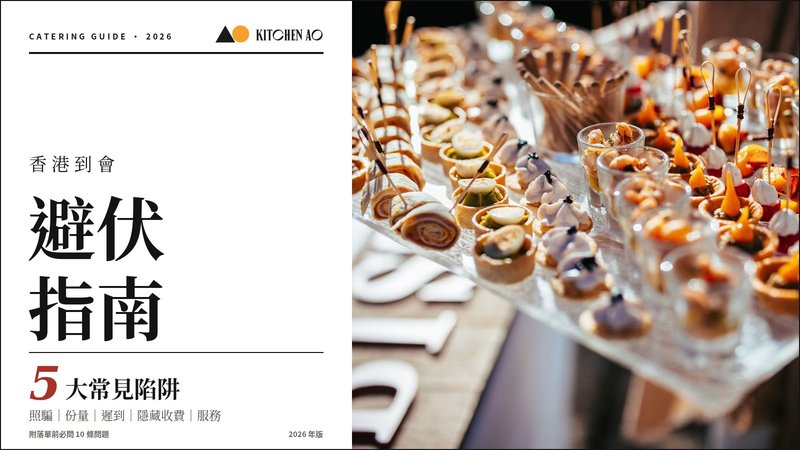 CATERING GUIDE • 2026
KITCHEN AO
香港到會
避伏
指南
5 大常見陷阱
照騙｜份量｜遲到｜隱藏收費｜服務
附落單前必問 10 條問題
2026 年版